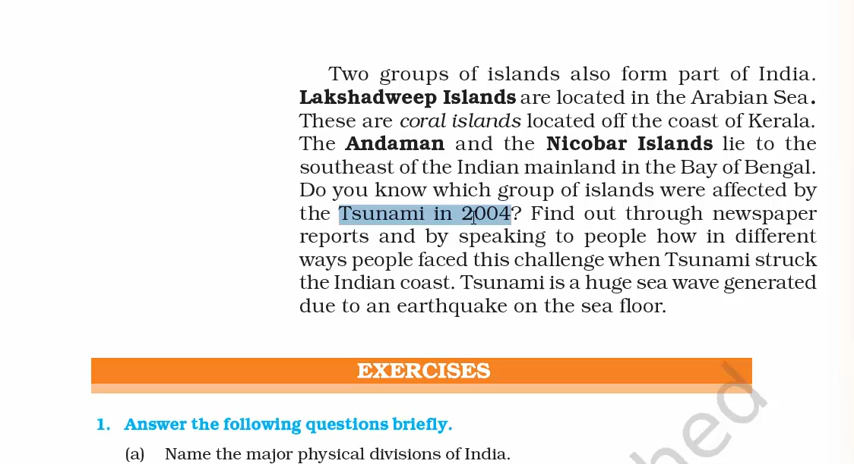 Two groups of islands also form part of India.
Lakshadweep Islands are located in the Arabian Sea.
These are coral islands located off the coast of Kerala.
The Andaman and the Nicobar Islands lie to the
southeast of the Indian mainland in the Bay of Bengal.
Do you know which group of islands were affected by
the Tsunami in 2004? Find out through newspaper
reports and by speaking to people how in different
ways people faced this challenge when Tsunami struck
the Indian coast. Tsunami is a huge sea wave generated
due to an earthquake on the sea floor.
EXERCISES
1. Answer the following questions briefly.
(a) Name the major physical divisions of India.